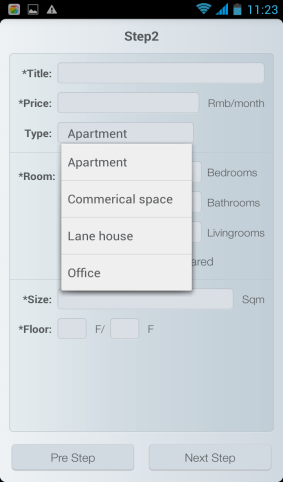 11:23
Step2
*Title:
*Price: Rmb/month
Type: Apartment
Apartment
*Room: Bedrooms
Commerical space
Bathrooms
Lane house
Livingrooms
ared
Office
*Size: Sqm
*Floor: F/ F
Pre Step Next Step